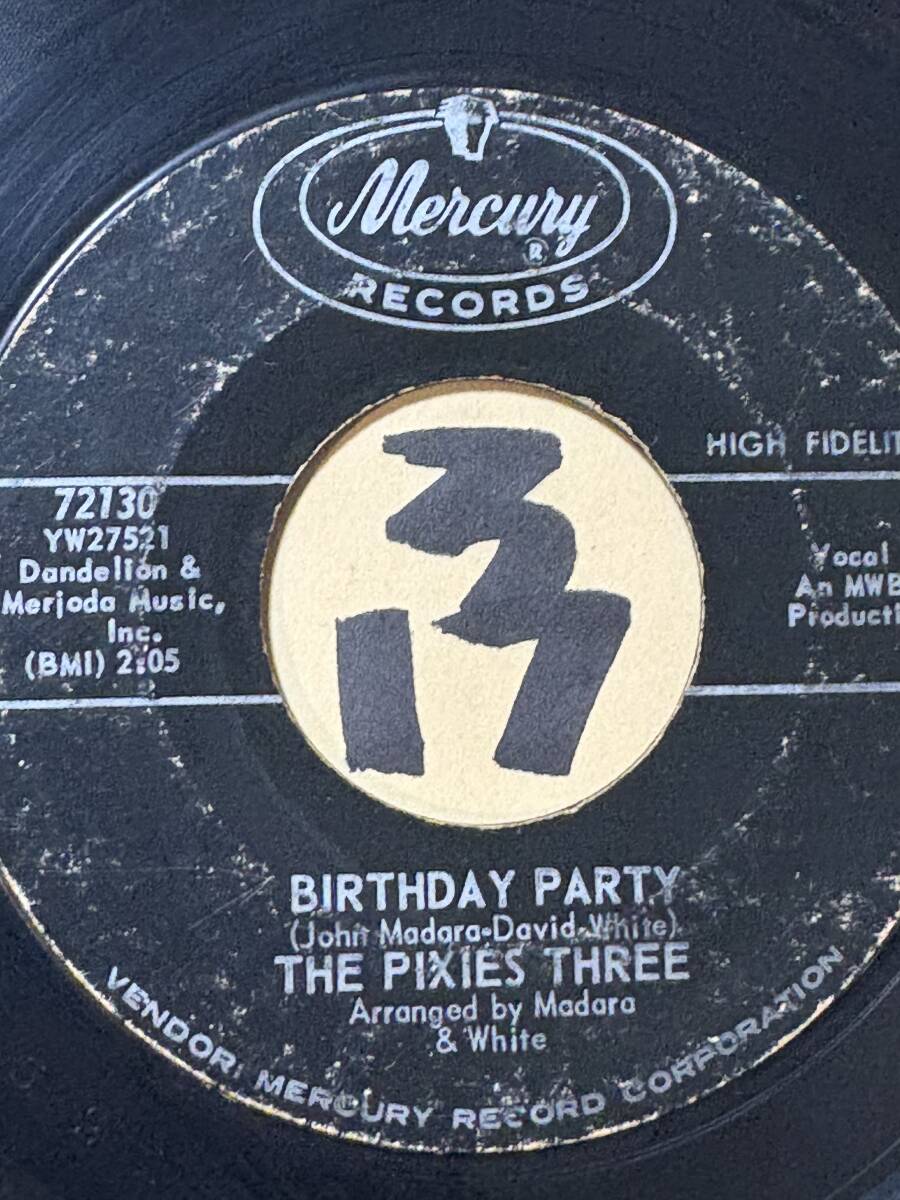 Mercury
®
RECORDS
HIGH FIDELIT
72130
YW27521
Dandelion &
Merjoda Music,
Inc.
(BMI) 2:05
Vocal
An MWB
Producti
BIRTHDAY PARTY
(John Madara-David White)
THE PIXIES THREE
Arranged by Madara
& White
VENDOR: MERCURY RECORD CORPORATION